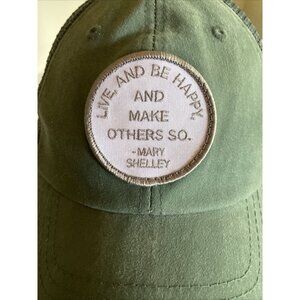 LIVE, AND BE HAPPY,
AND
MAKE
OTHERS SO.
-MARY
SHELLEY